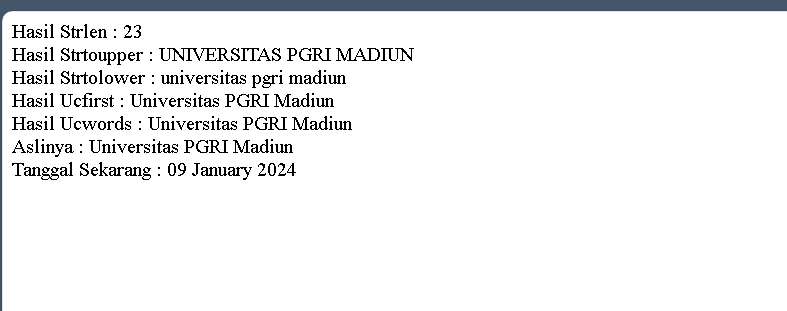 Hasil Strlen : 23
Hasil Strtoupper : UNIVERSITAS PGRI MADIUN
Hasil Strtolower : universitas pgri madiun
Hasil Ucfirst : Universitas PGRI Madiun
Hasil Ucwords : Universitas PGRI Madiun
Aslinya : Universitas PGRI Madiun
Tanggal Sekarang : 09 January 2024